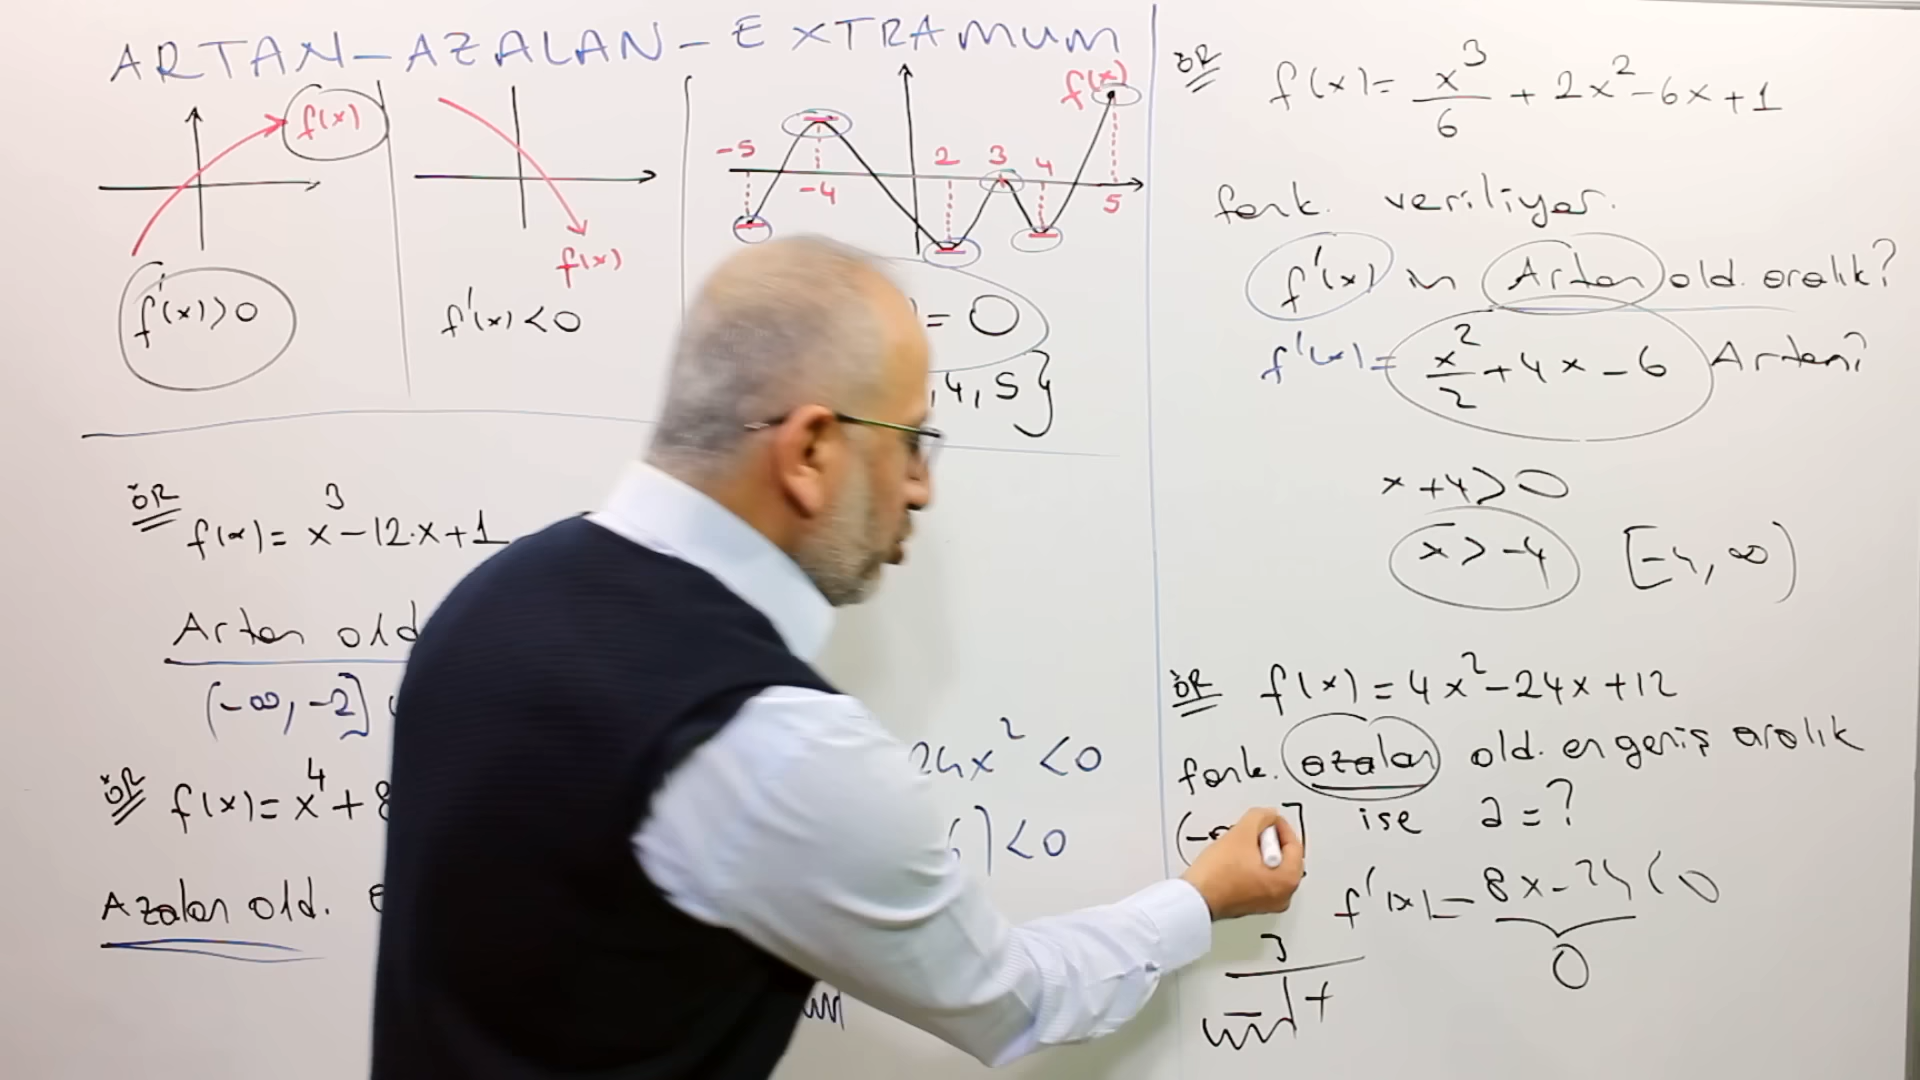 ARTAN - AZALAN - EXTRAMUM
f(x)
f'(x) > 0
f(x)
f'(x) < 0
f(x)
-5 -4 2 3 4 5
= 0
, 4, 5}
ÖR f(x) = x³ - 12.x + 1
Artan old
(-∞, -2]
ÖR f(x) = x⁴ + 8
Azalan old.
24x² < 0
) < 0
ÖR f(x) = x³/6 + 2x² - 6x + 1
fonk. veriliyor.
f'(x) in Artan old. aralık?
f'(x) = x²/2 + 4x - 6 Artan?
x + 4 > 0
x > -4 [-4, ∞)
ÖR f(x) = 4x² - 24x + 12
fonk. azalan old. en geniş aralık
(- ] ise a = ?
f'(x) = 8x - 24 < 0
0
3
- +